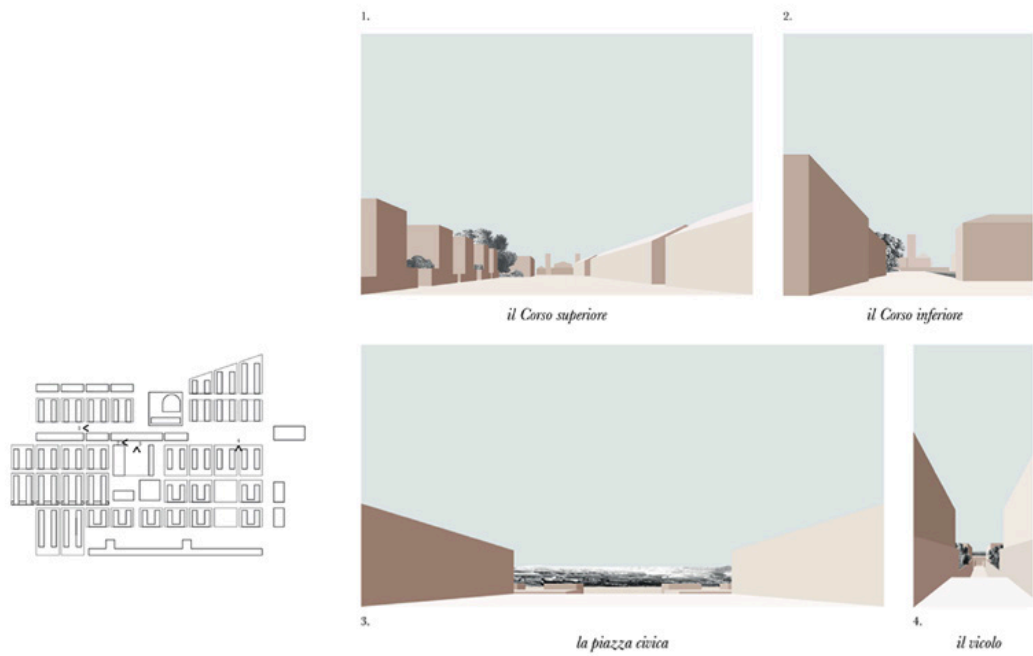 1.
2.
il Corso superiore
il Corso inferiore
3.
4.
la piazza civica
il vicolo